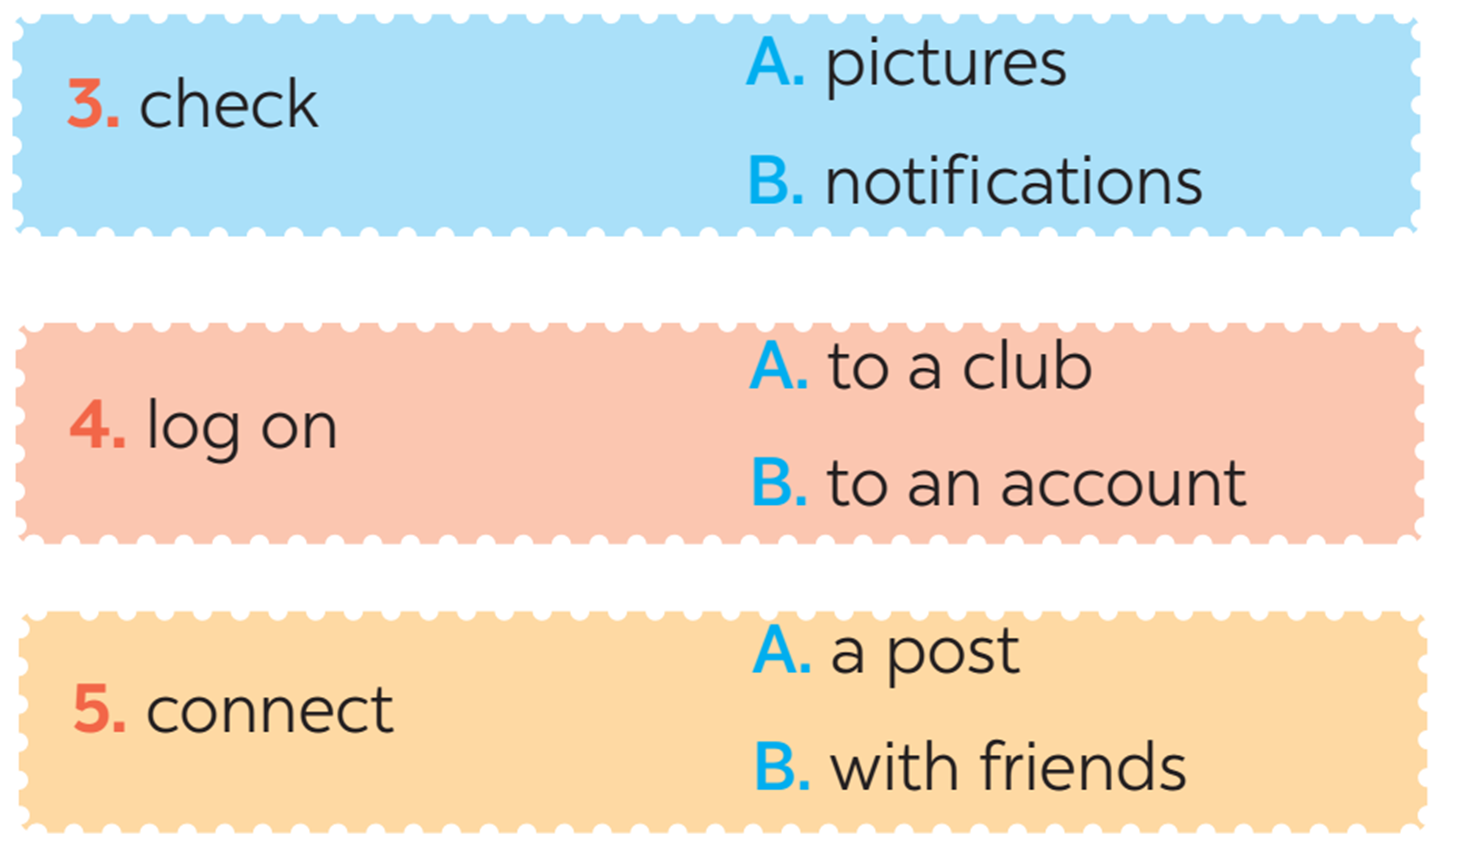 3. check
A. pictures
B. notifications
4. log on
A. to a club
B. to an account
5. connect
A. a post
B. with friends